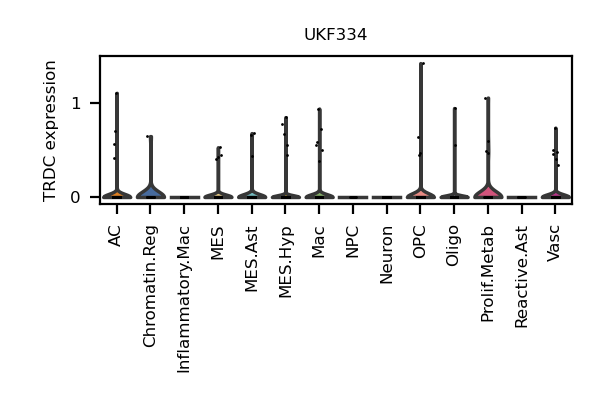 UKF334
TRDC expression
1
0
AC
Chromatin.Reg
Inflammatory.Mac
MES
MES.Ast
MES.Hyp
Mac
NPC
Neuron
OPC
Oligo
Prolif.Metab
Reactive.Ast
Vasc